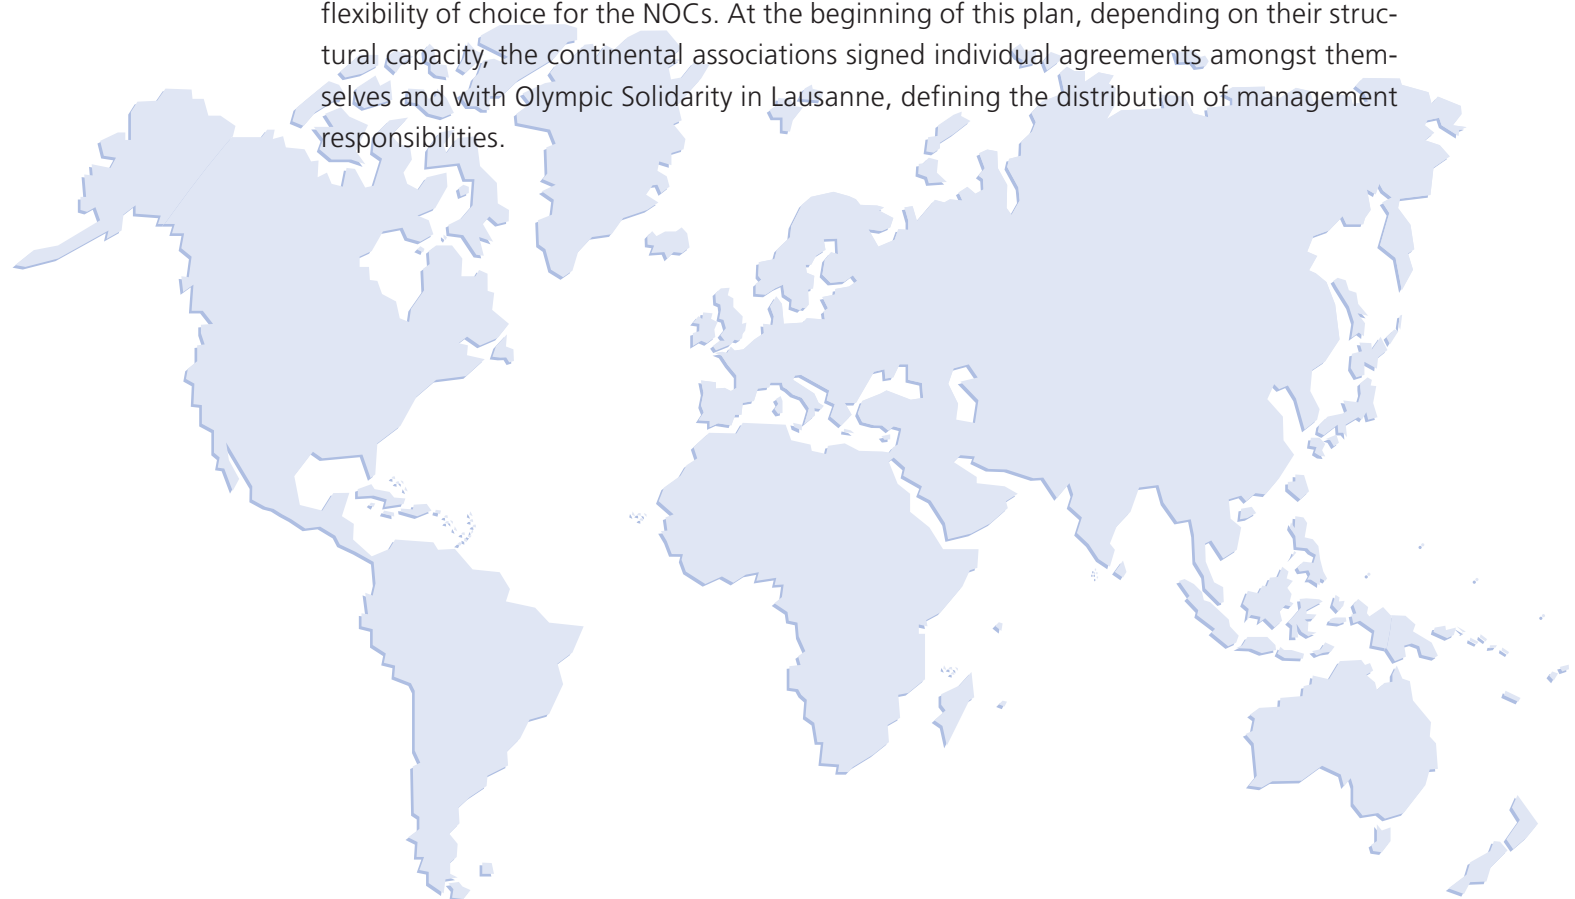 flexibility of choice for the NOCs. At the beginning of this plan, depending on their struc-
tural capacity, the continental associations signed individual agreements amongst them-
selves and with Olympic Solidarity in Lausanne, defining the distribution of management
responsibilities.